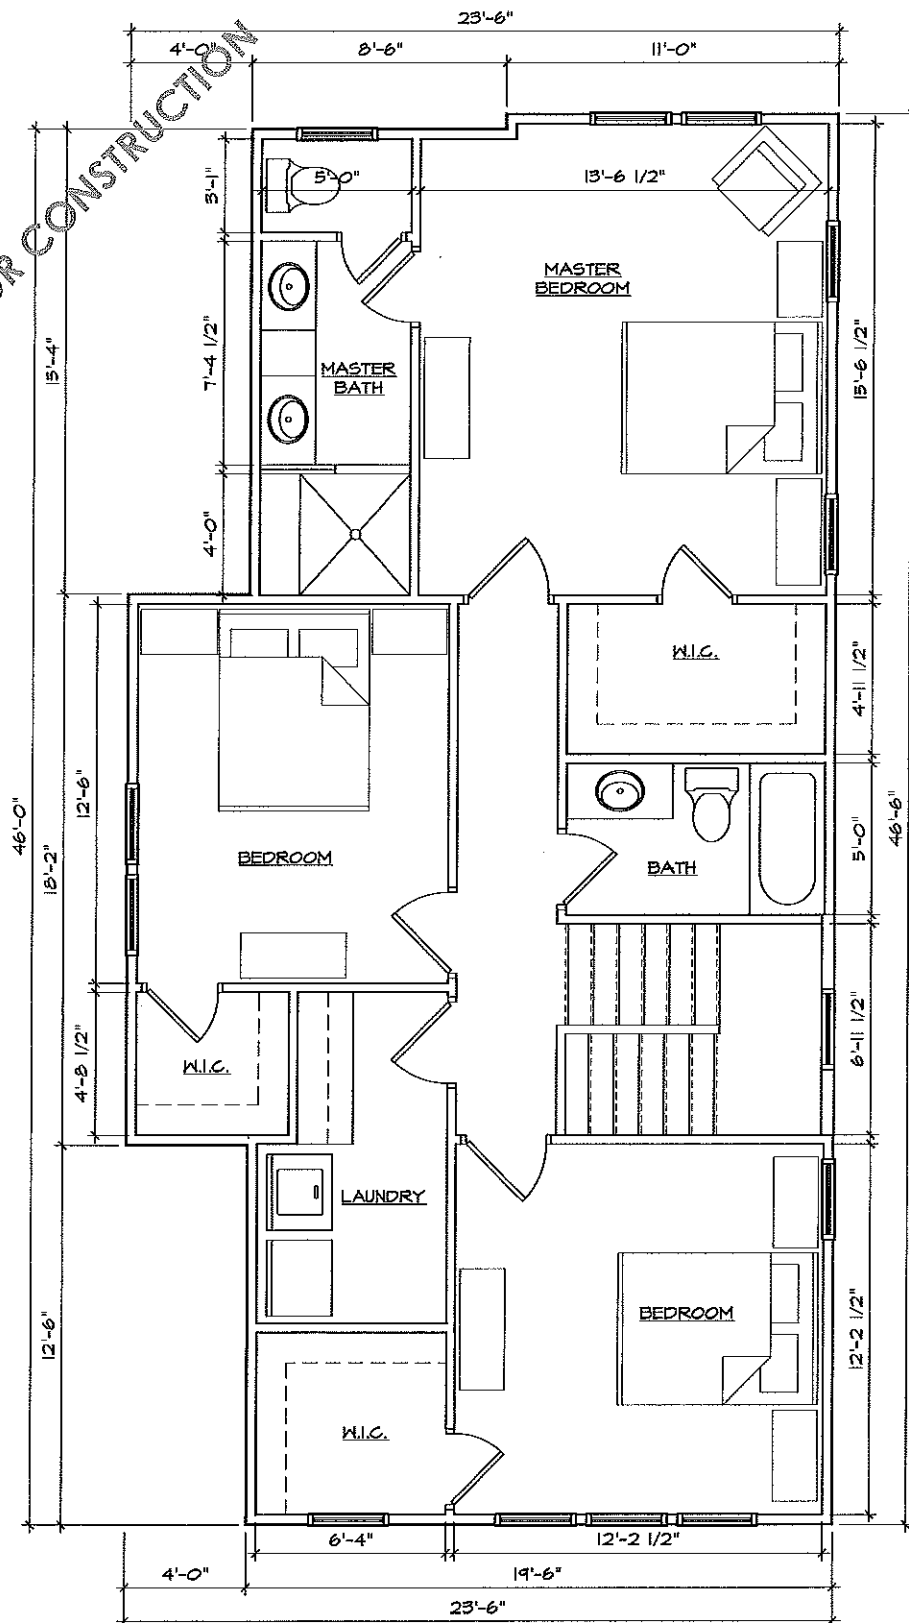 23'-6"
4'-0"
8'-6"
11'-0"
CONSTRUCTION
3'-1"
5'-0"
13'-6 1/2"
MASTER
BEDROOM
7'-4 1/2"
15'-4"
MASTER
BATH
15'-6 1/2"
4'-0"
W.I.C.
4'-11 1/2"
12'-6"
46'-0"
18'-2"
BEDROOM
BATH
5'-0"
46'-6"
4'-8 1/2"
W.I.C.
6'-11 1/2"
LAUNDRY
BEDROOM
12'-6"
12'-2 1/2"
W.I.C.
6'-4"
12'-2 1/2"
4'-0"
19'-6"
23'-6"